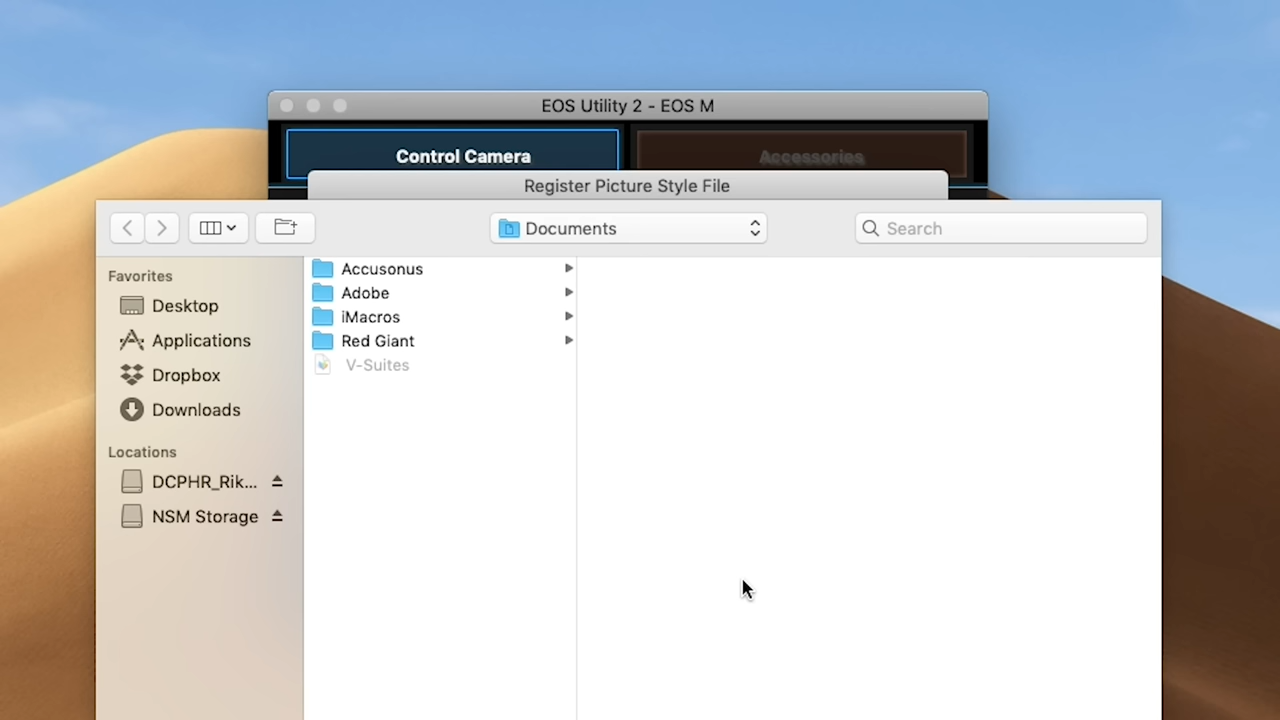 EOS Utility 2 - EOS M
Control Camera
Accessories
Register Picture Style File
Documents
Search
Favorites
Desktop
Applications
Dropbox
Downloads
Locations
DCPHR_Rik...
NSM Storage
Accusonus
Adobe
iMacros
Red Giant
V-Suites